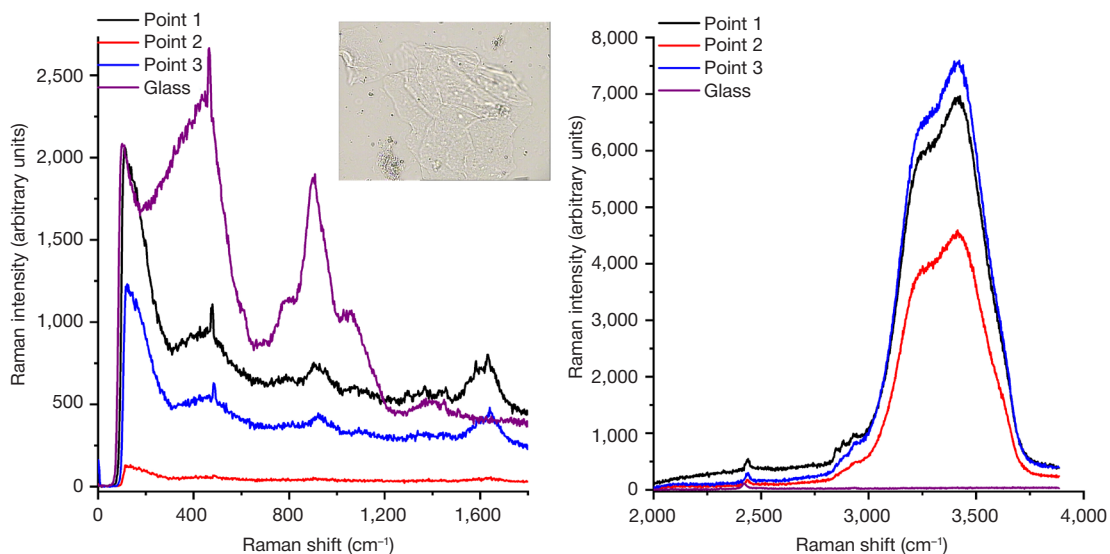 Point 1
Point 2
Point 3
Glass
2,500
2,000
1,500
1,000
500
0
Raman intensity (arbitrary units)
0 400 800 1,200 1,600
Raman shift (cm⁻¹)
Point 1
Point 2
Point 3
Glass
8,000
7,000
6,000
5,000
4,000
3,000
2,000
1,000
0
Raman intensity (arbitrary units)
2,000 2,500 3,000 3,500 4,000
Raman shift (cm⁻¹)